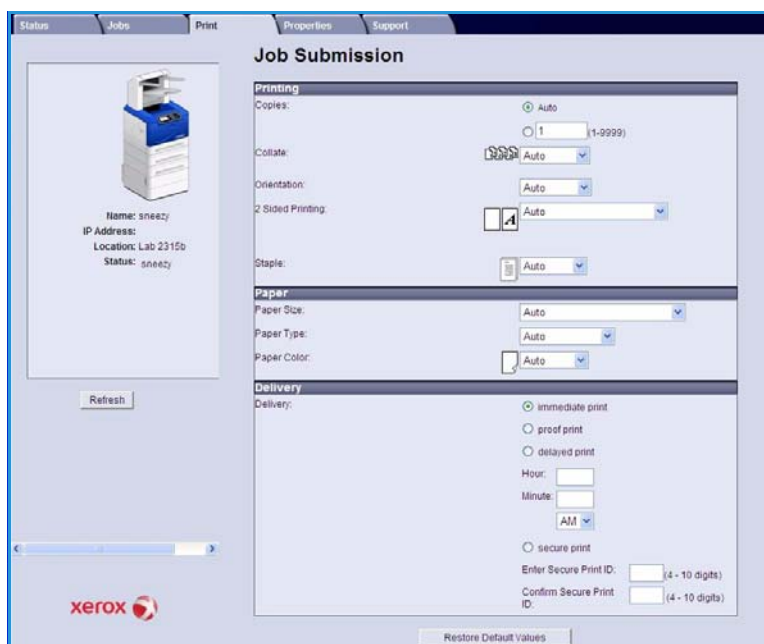 Status Jobs Print Properties Support
Name: sneezy
IP Address:
Location: Lab 2315b
Status: sneezy
Refresh
xerox
Job Submission
Printing
Copies: Auto
1 (1-9999)
Collate: Auto
Orientation: Auto
2 Sided Printing: Auto
A
Staple: Auto
Paper
Paper Size: Auto
Paper Type: Auto
Paper Color: Auto
Delivery
Delivery: immediate print
proof print
delayed print
Hour:
Minute:
AM
secure print
Enter Secure Print ID: (4 - 10 digits)
Confirm Secure Print ID: (4 - 10 digits)
Restore Default Values